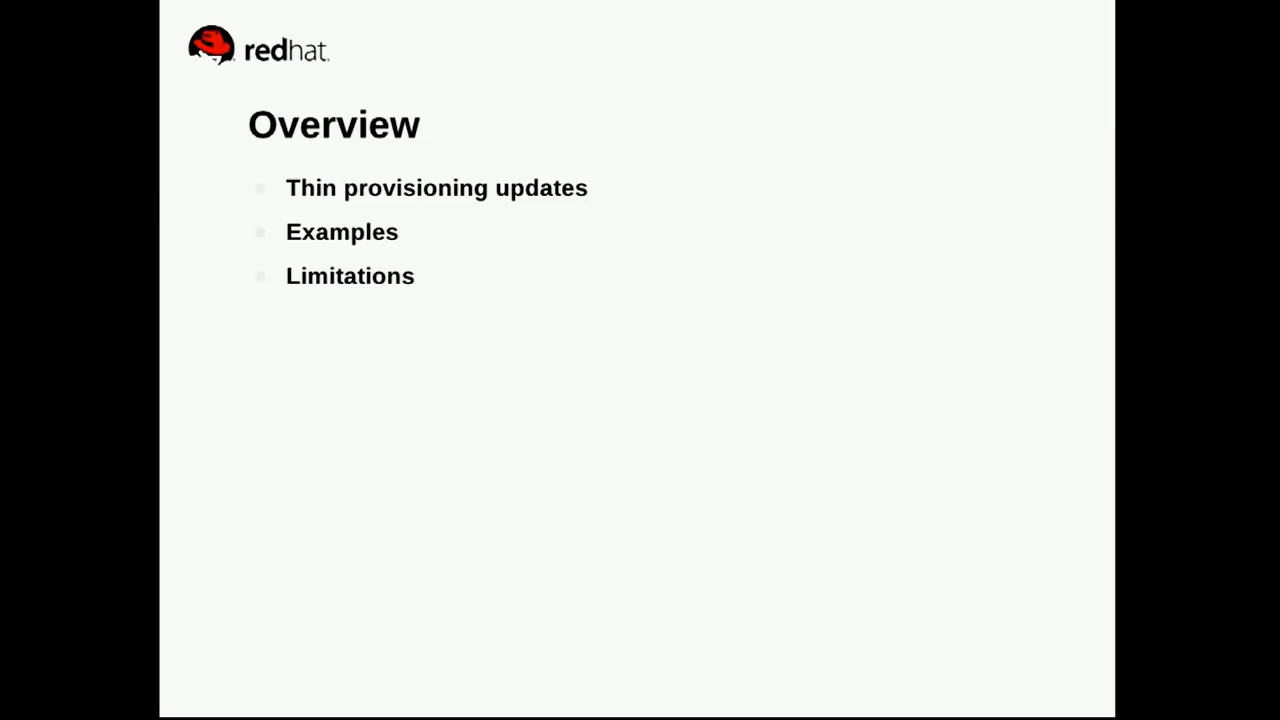 redhat.
Overview
Thin provisioning updates
Examples
Limitations